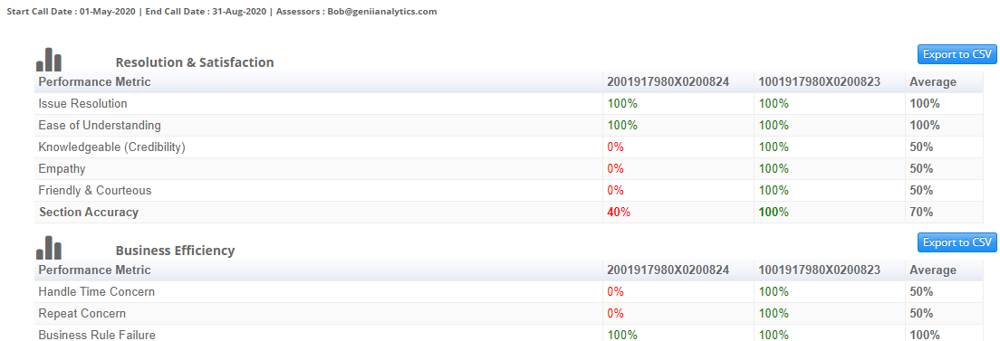 Start Call Date : 01-May-2020 | End Call Date : 31-Aug-2020 | Assessors : Bob@geniianalytics.com
Resolution & Satisfaction Export to CSV
Performance Metric 2001917980X0200824 1001917980X0200823 Average
Issue Resolution 100% 100% 100%
Ease of Understanding 100% 100% 100%
Knowledgeable (Credibility) 0% 100% 50%
Empathy 0% 100% 50%
Friendly & Courteous 0% 100% 50%
Section Accuracy 40% 100% 70%
Business Efficiency Export to CSV
Performance Metric 2001917980X0200824 1001917980X0200823 Average
Handle Time Concern 0% 100% 50%
Repeat Concern 0% 100% 50%
Business Rule Failure 100% 100% 100%